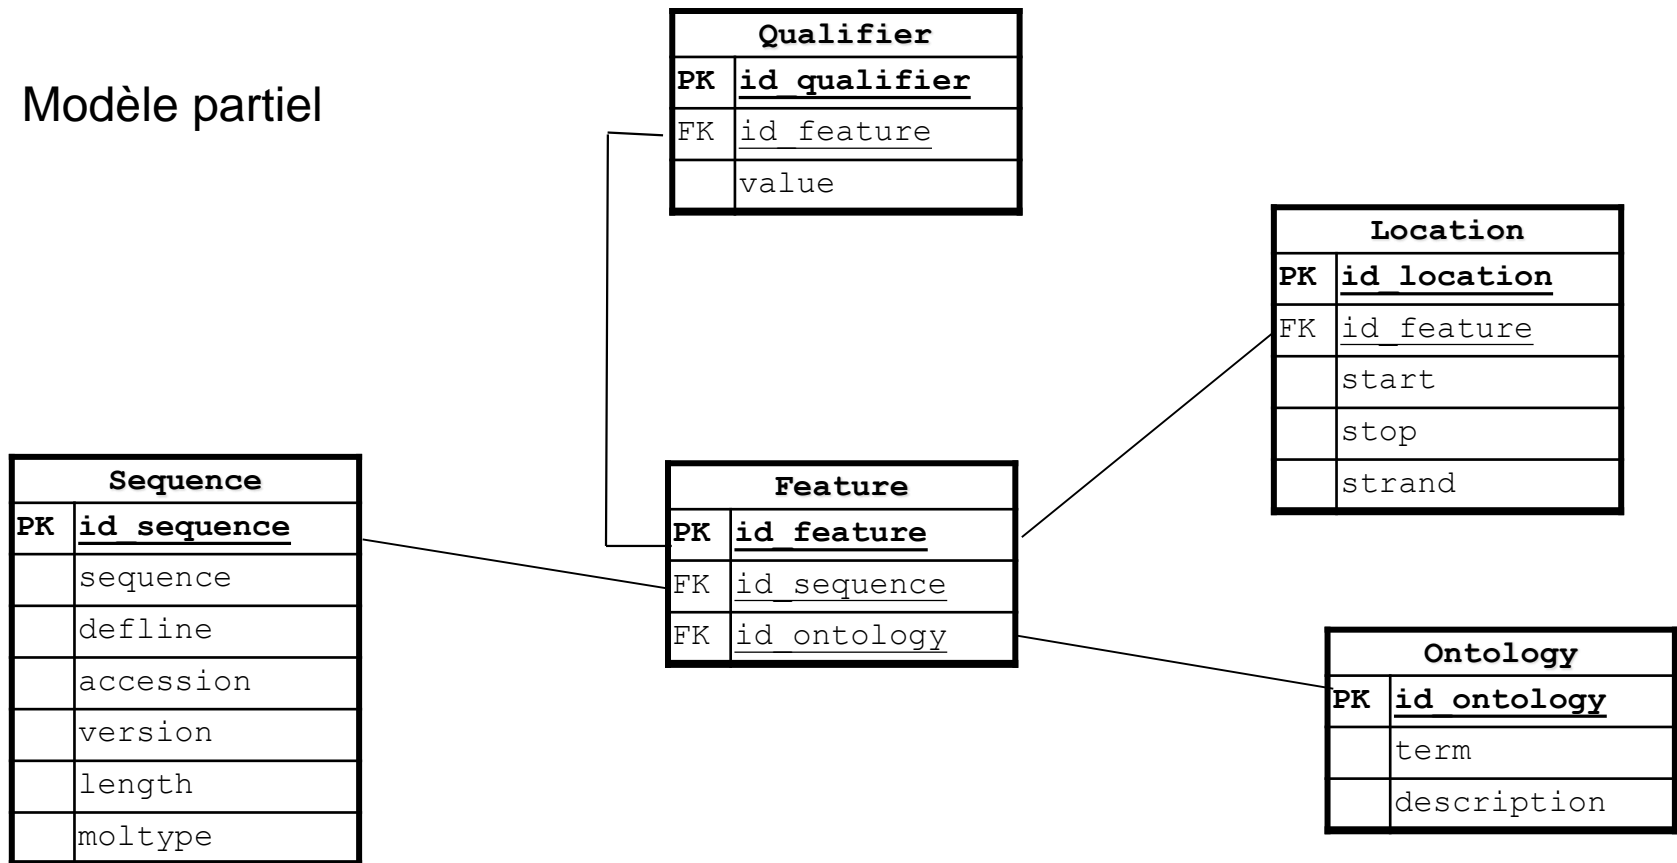 Modèle partiel
Qualifier
PK id_qualifier
FK id_feature
value
Location
PK id_location
FK id_feature
start
stop
strand
Sequence
PK id_sequence
sequence
defline
accession
version
length
moltype
Feature
PK id_feature
FK id_sequence
FK id_ontology
Ontology
PK id_ontology
term
description